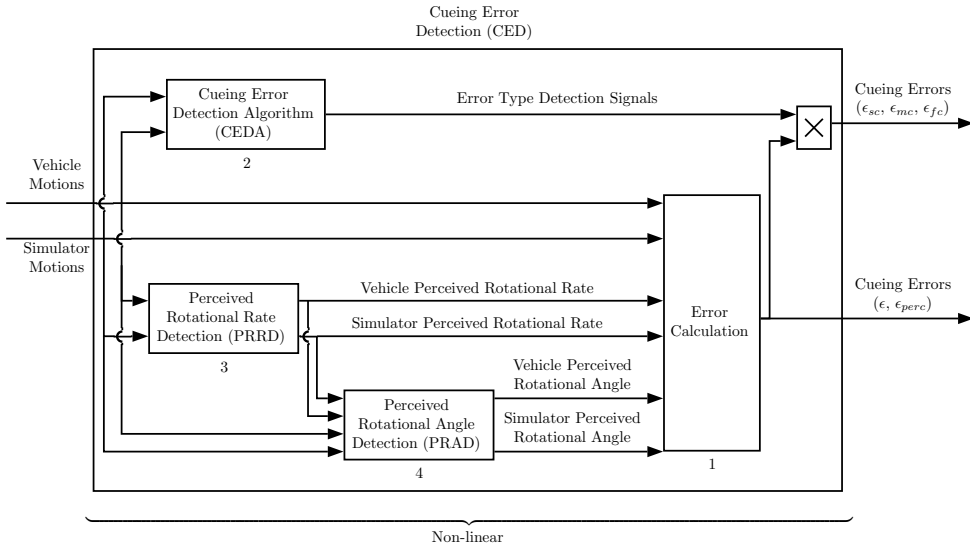 Cueing Error
Detection (CED)
Cueing Error
Detection Algorithm
(CEDA)
2
Error Type Detection Signals
Cueing Errors
(ϵsc, ϵmc, ϵfc)
×
Vehicle
Motions
Simulator
Motions
Perceived
Rotational Rate
Detection (PRRD)
3
Vehicle Perceived Rotational Rate
Simulator Perceived Rotational Rate
Error
Calculation
1
Cueing Errors
(ϵ, ϵperc)
Vehicle Perceived
Rotational Angle
Simulator Perceived
Rotational Angle
Perceived
Rotational Angle
Detection (PRAD)
4
Non-linear